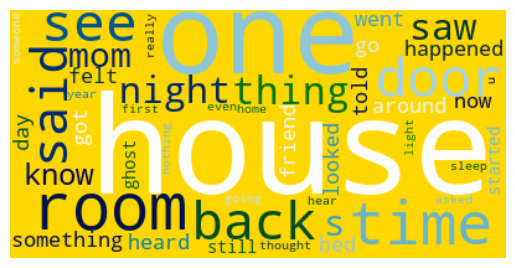 someone
see
one
went
saw
mom
really
go
happened
said
felt
night
thing
told
door
around
now
n
year
day
got
first
even
home
house
know
ghost
nothing
friend
looked
light
started
sleep
room
going
back
hear
s
time
asked
something
heard
still
thought
bed